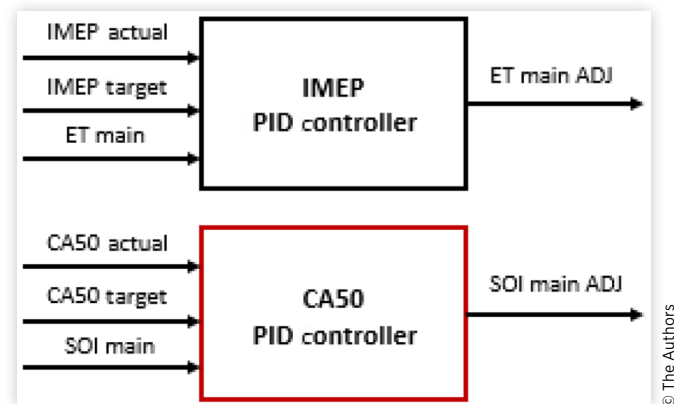 IMEP actual
IMEP target
ET main
IMEP
PID controller
ET main ADJ
CA50 actual
CA50 target
SOI main
CA50
PID controller
SOI main ADJ
© The Authors